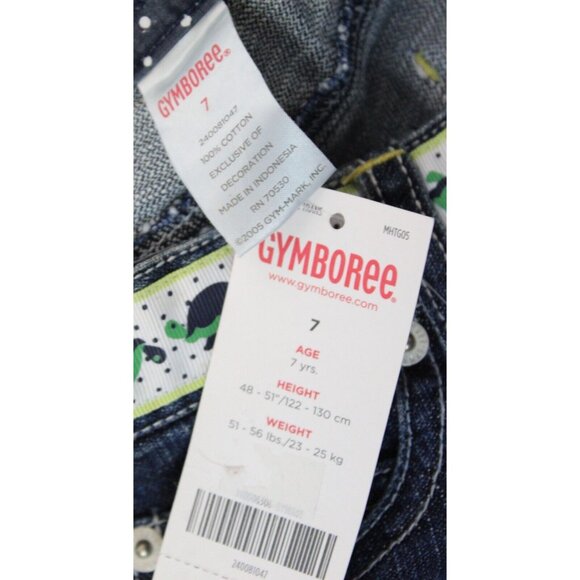 GYMBOREE®
7
240081047
100% COTTON
EXCLUSIVE OF
DECORATION
MADE IN INDONESIA
RN 70530
©2005 GYM-MARK, INC.
MHTG05
GYMBOREE®
www.gymboree.com
7
AGE
7 yrs.
HEIGHT
48 - 51"/122 - 130 cm
WEIGHT
51 - 56 lbs./23 - 25 kg
240081047